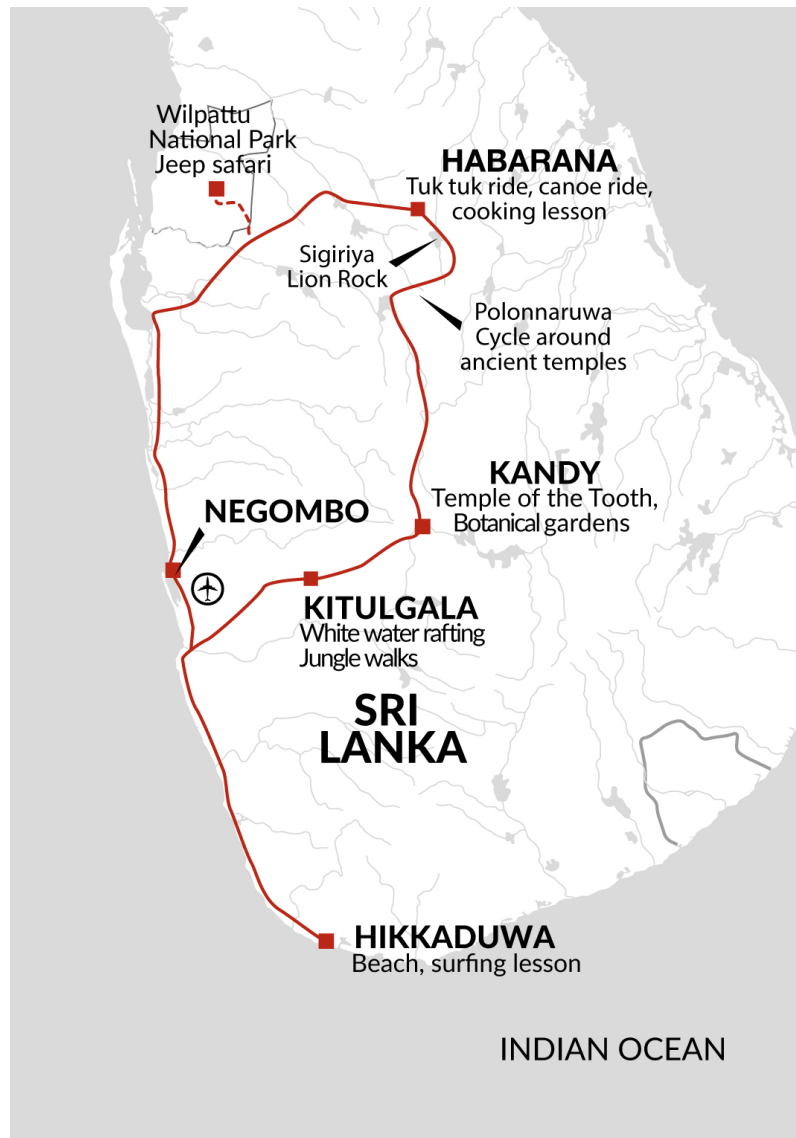 Wilpattu
National Park
Jeep safari
HABARANA
Tuk tuk ride, canoe ride,
cooking lesson
Sigiriya
Lion Rock
Polonnaruwa
Cycle around
ancient temples
KANDY
Temple of the Tooth,
Botanical gardens
NEGOMBO
KITULGALA
White water rafting
Jungle walks
SRI
LANKA
HIKKADUWA
Beach, surfing lesson
INDIAN OCEAN